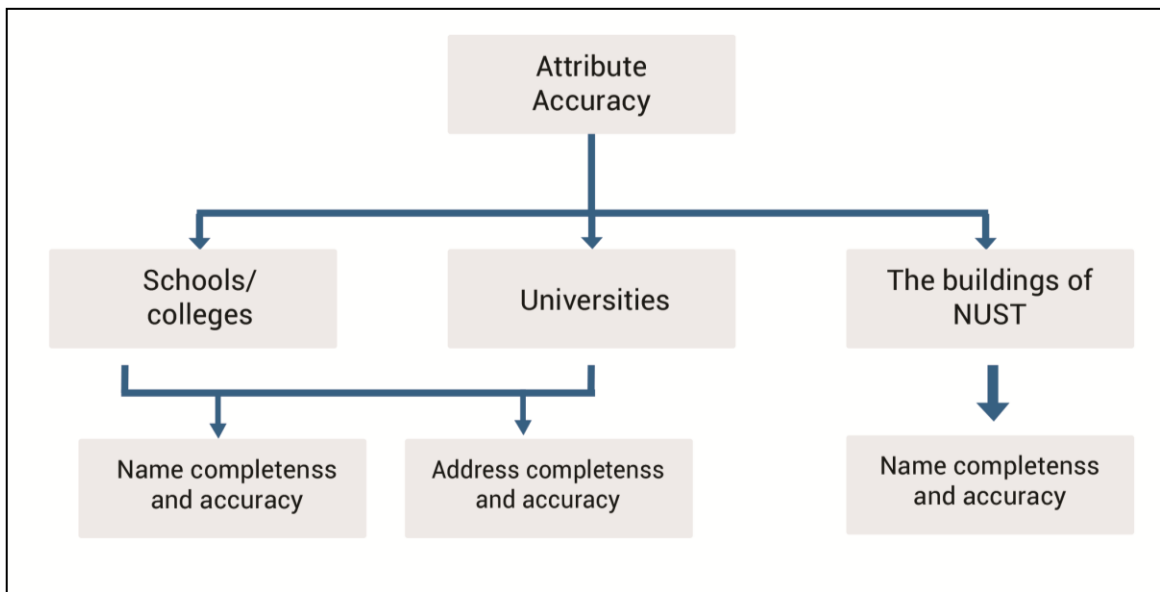 Attribute
Accuracy
Schools/
colleges
Universities
The buildings of
NUST
Name completenss
and accuracy
Address completenss
and accuracy
Name completenss
and accuracy